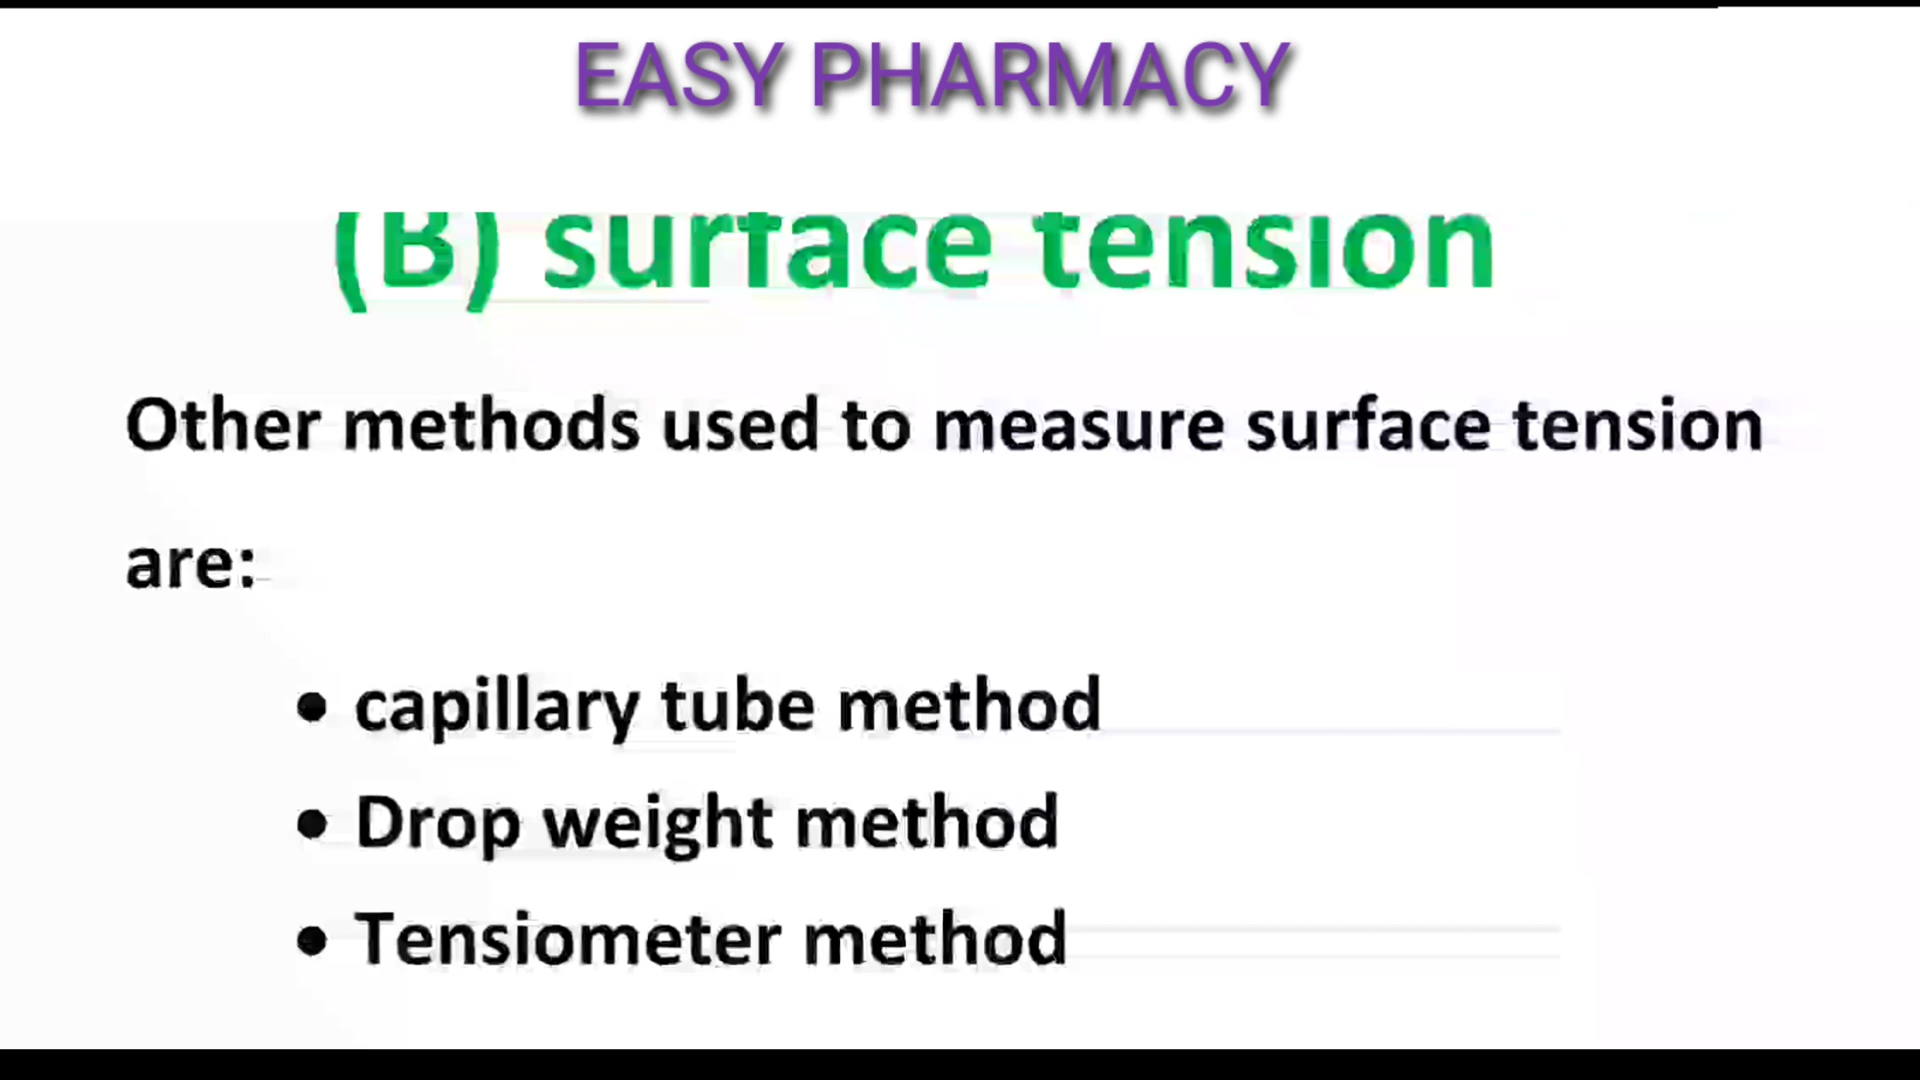 EASY PHARMACY
(B) surface tension
Other methods used to measure surface tension
are:
• capillary tube method
• Drop weight method
• Tensiometer method